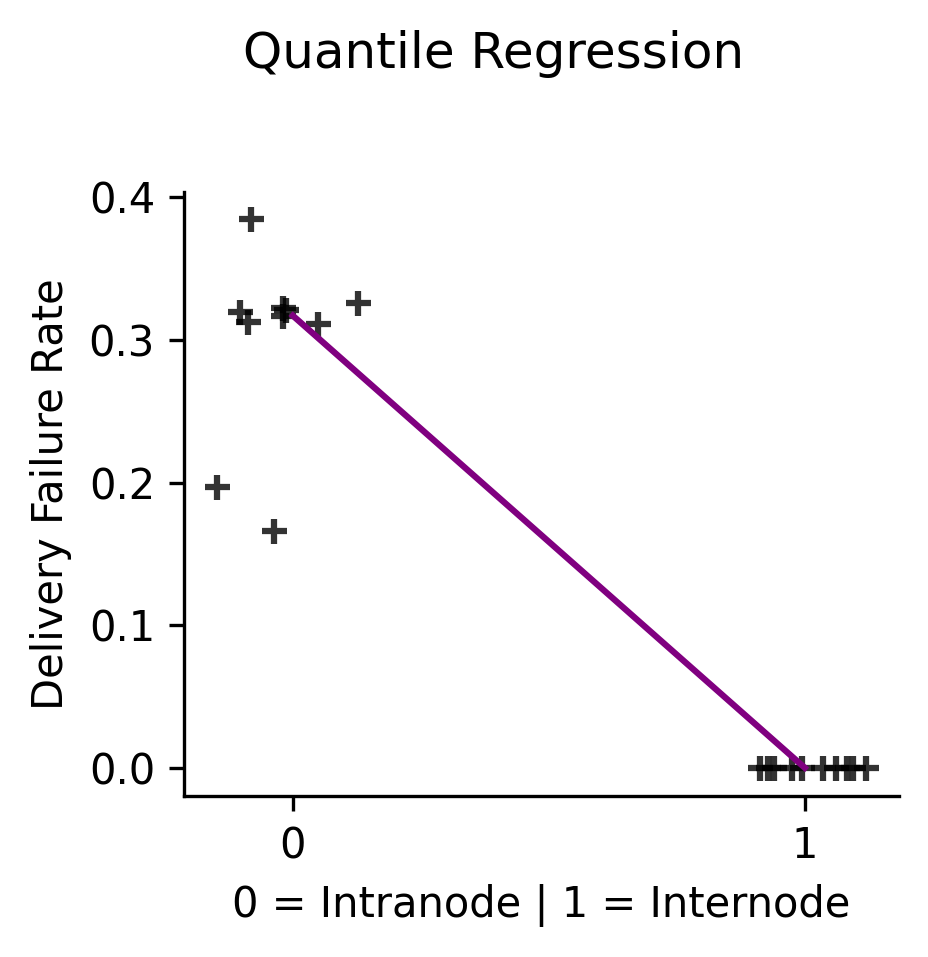 Quantile Regression
0.4
0.3
0.2
0.1
0.0
Delivery Failure Rate
0 1
0 = Intranode | 1 = Internode